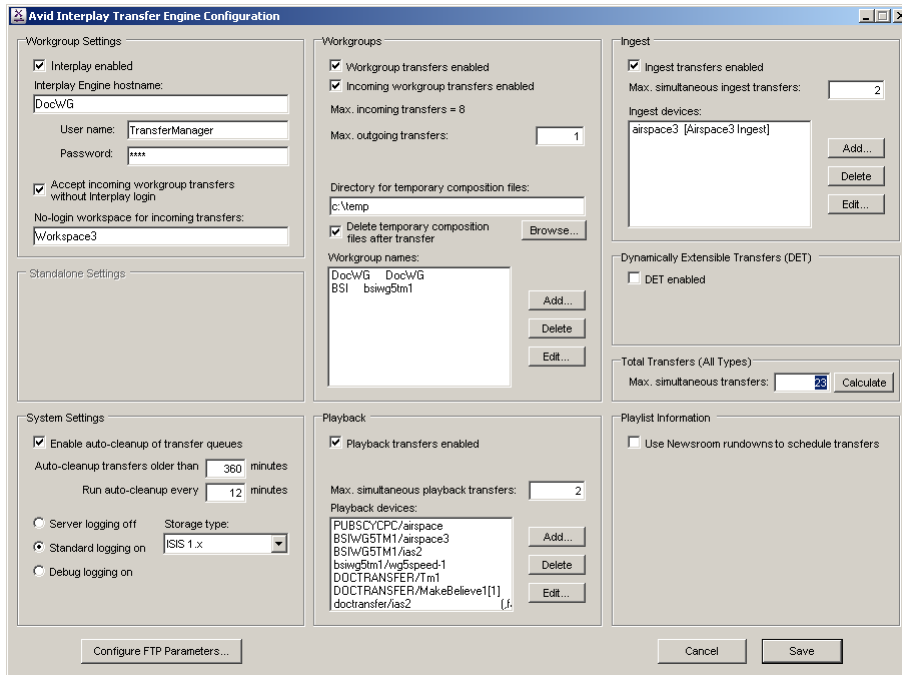 Avid Interplay Transfer Engine Configuration
Workgroup Settings
Interplay enabled
Interplay Engine hostname:
DocWG
User name: TransferManager
Password: ****
Accept incoming workgroup transfers
without Interplay login
No-login workspace for incoming transfers:
Workspace3
Standalone Settings
System Settings
Enable auto-cleanup of transfer queues
Auto-cleanup transfers older than 360 minutes
Run auto-cleanup every 12 minutes
Server logging off
Standard logging on
Debug logging on
Storage type:
ISIS 1.x
Configure FTP Parameters...
Workgroups
Workgroup transfers enabled
Incoming workgroup transfers enabled
Max. incoming transfers = 8
Max. outgoing transfers: 1
Directory for temporary composition files:
c:\temp
Delete temporary composition
files after transfer
Browse...
Workgroup names:
DocWG DocWG
BSI bsiwg5tm1
Add...
Delete
Edit...
Playback
Playback transfers enabled
Max. simultaneous playback transfers: 2
Playback devices:
PUBSCYCPC/airspace
BSIWG5TM1/airspace3
BSIWG5TM1/ias2
bsiwg5tm1/wg5speed-1
DOCTRANSFER/Tm1
DOCTRANSFER/MakeBelieve1[1]
doctransfer/ias2
Add...
Delete
Edit...
Ingest
Ingest transfers enabled
Max. simultaneous ingest transfers: 2
Ingest devices:
airspace3 [Airspace3 Ingest]
Add...
Delete
Edit...
Dynamically Extensible Transfers (DET)
DET enabled
Total Transfers (All Types)
Max. simultaneous transfers: 23 Calculate
Playlist Information
Use Newsroom rundowns to schedule transfers
Cancel
Save